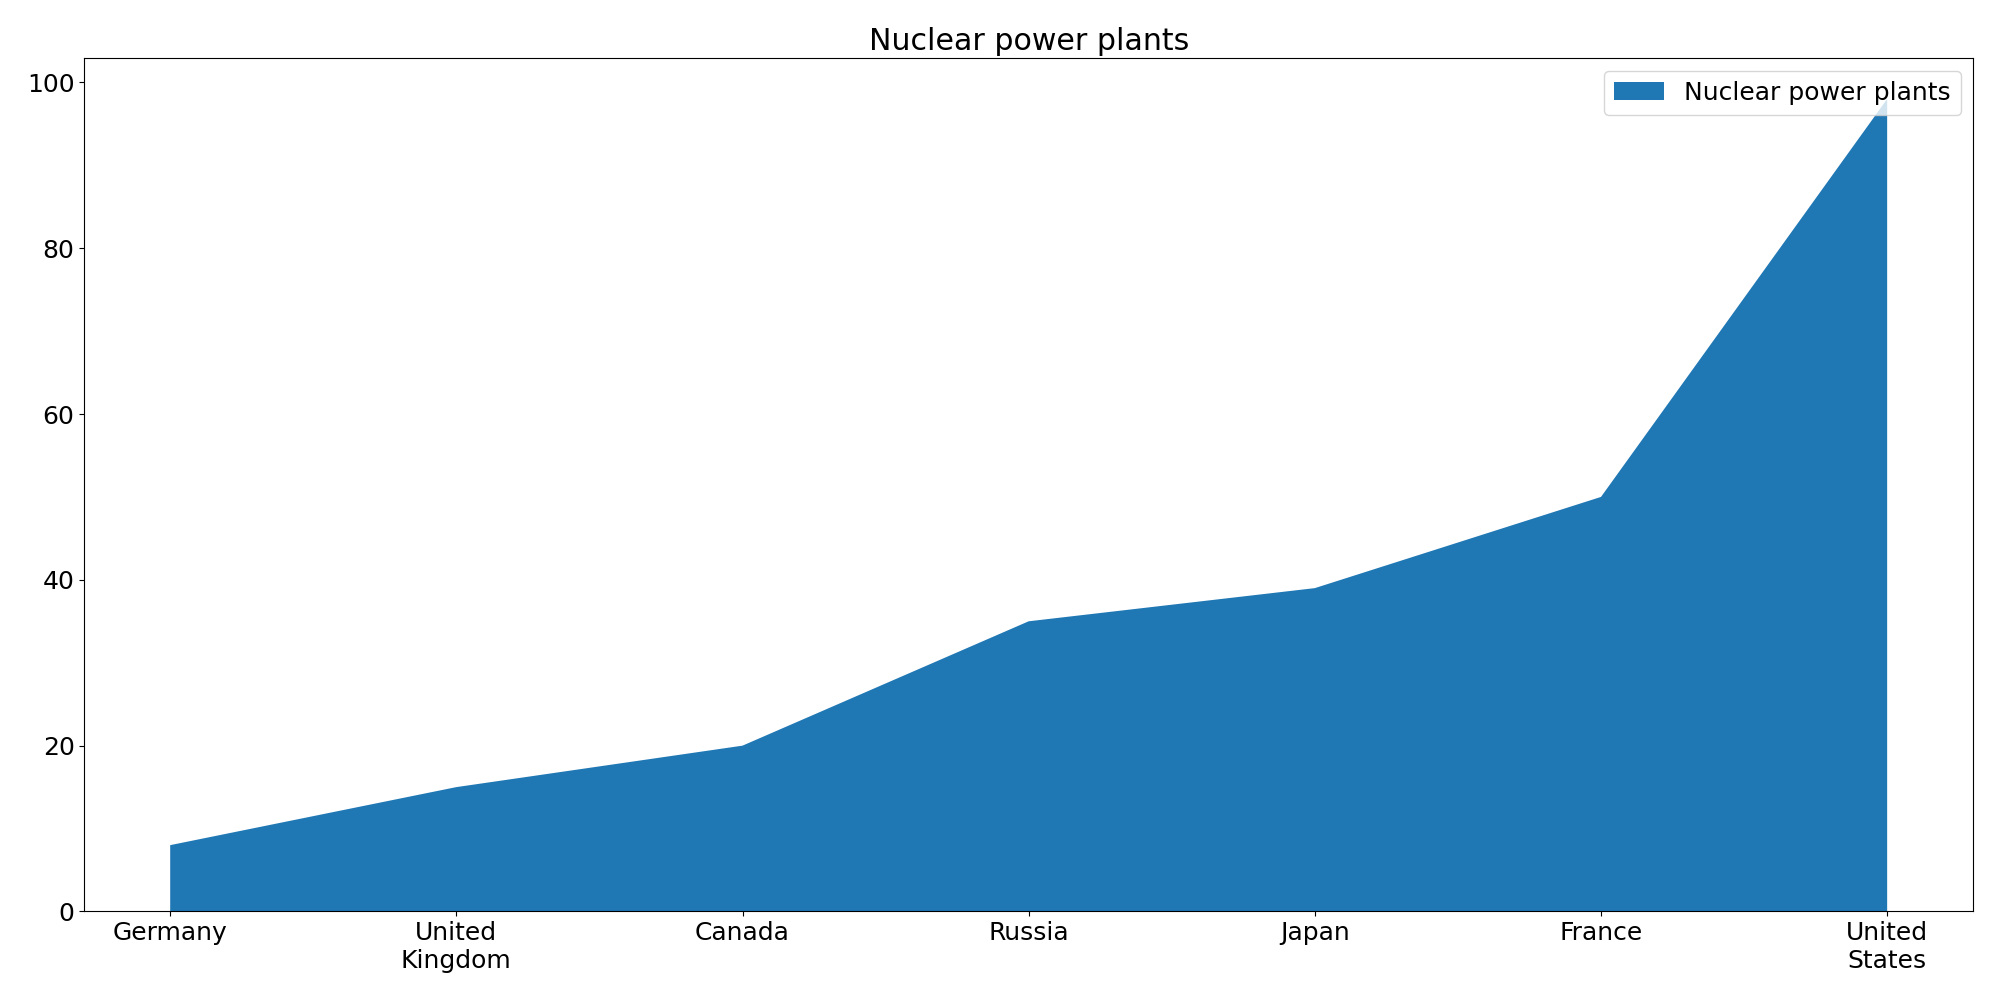 Nuclear power plants
Nuclear power plants
100
80
60
40
20
0
Germany
United
Kingdom
Canada
Russia
Japan
France
United
States